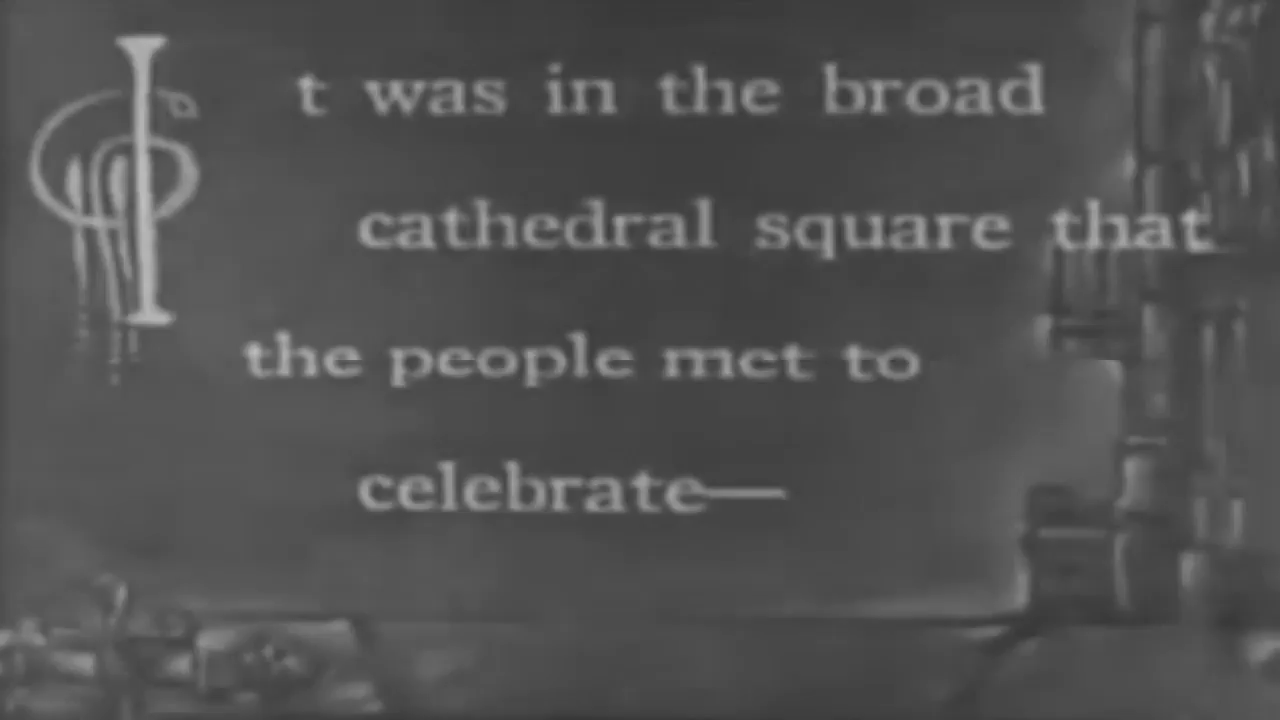 It was in the broad
cathedral square that
the people met to
celebrate—